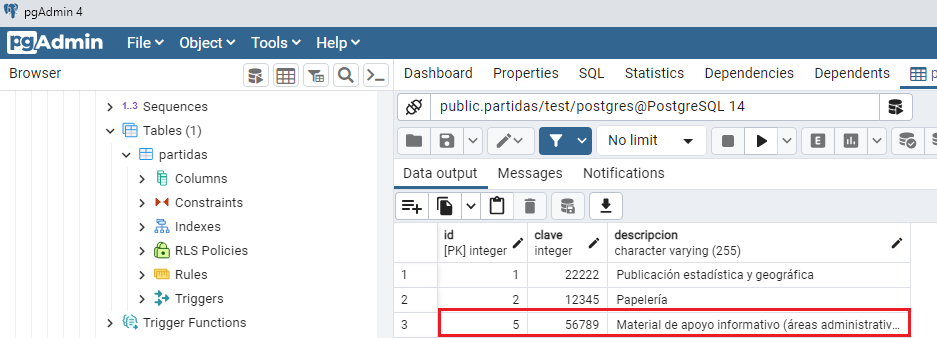 pgAdmin 4
pgAdmin File Object Tools Help
Browser
Dashboard Properties SQL Statistics Dependencies Dependents
Sequences
Tables (1)
partidas
Columns
Constraints
Indexes
RLS Policies
Rules
Triggers
Trigger Functions
public.partidas/test/postgres@PostgreSQL 14
No limit
E
Data output Messages Notifications
id clave descripcion
[PK] integer integer character varying (255)
1 1 22222 Publicación estadística y geográfica
2 2 12345 Papelería
3 5 56789 Material de apoyo informativo (áreas administrativ...